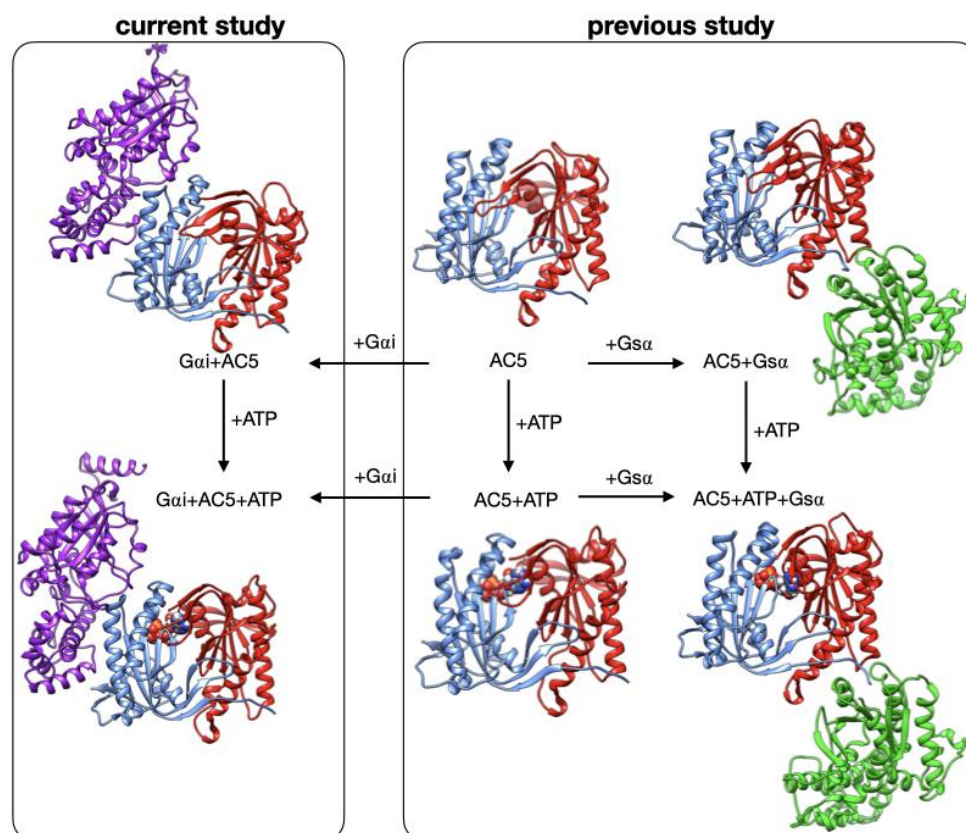 current study
previous study
+Gαi
+Gsα
Gαi+AC5
AC5
AC5+Gsα
+ATP
+ATP
+ATP
+Gαi
+Gsα
Gαi+AC5+ATP
AC5+ATP
AC5+ATP+Gsα